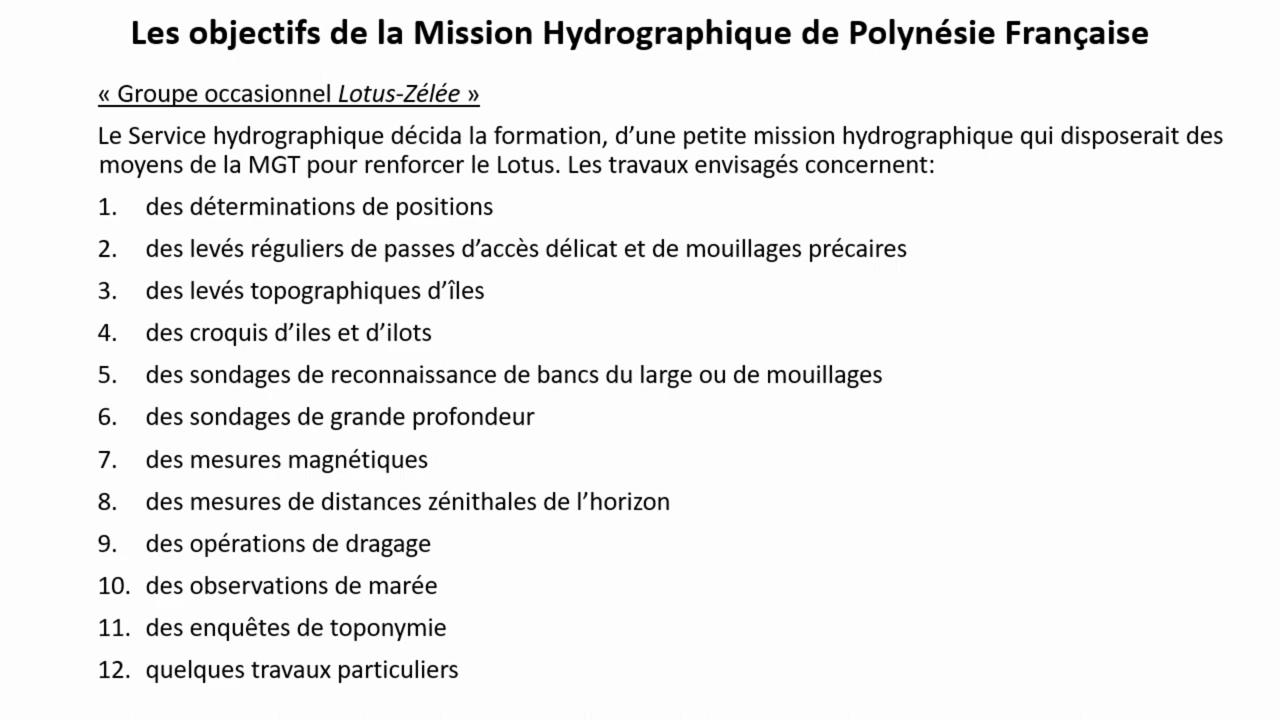 Les objectifs de la Mission Hydrographique de Polynésie Française
« Groupe occasionnel Lotus-Zélée »
Le Service hydrographique décida la formation, d’une petite mission hydrographique qui disposerait des
moyens de la MGT pour renforcer le Lotus. Les travaux envisagés concernent:
1. des déterminations de positions
2. des levés réguliers de passes d’accès délicat et de mouillages précaires
3. des levés topographiques d’îles
4. des croquis d’iles et d’ilots
5. des sondages de reconnaissance de bancs du large ou de mouillages
6. des sondages de grande profondeur
7. des mesures magnétiques
8. des mesures de distances zénithales de l’horizon
9. des opérations de dragage
10. des observations de marée
11. des enquêtes de toponymie
12. quelques travaux particuliers